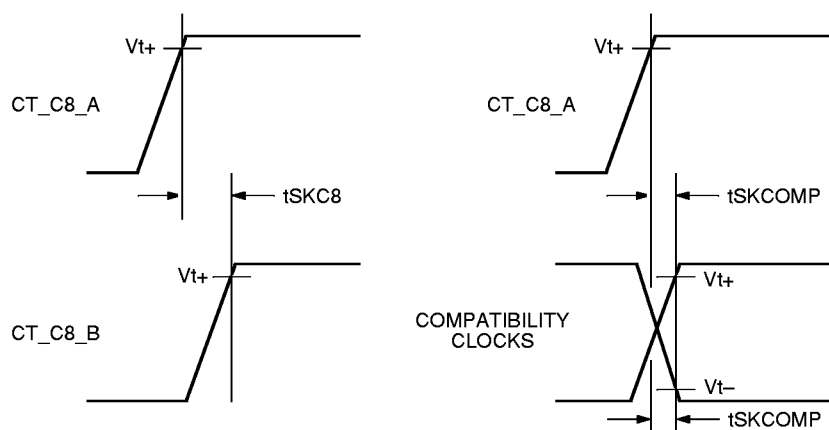 Vt+
CT_C8_A
tSKC8
Vt+
CT_C8_B
Vt+
CT_C8_A
tSKCOMP
Vt+
COMPATIBILITY
CLOCKS
Vt–
tSKCOMP